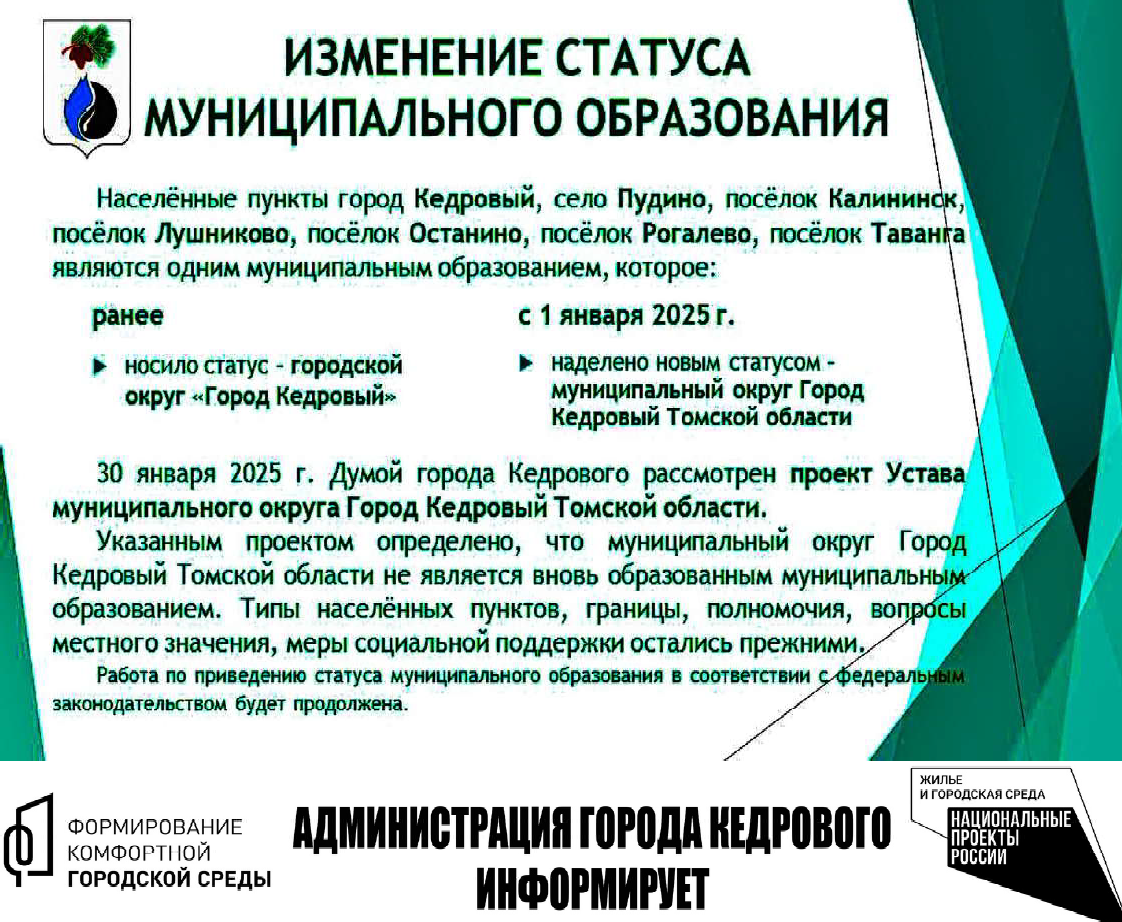 ИЗМЕНЕНИЕ СТАТУСА
МУНИЦИПАЛЬНОГО ОБРАЗОВАНИЯ
Населённые пункты город Кедровый, село Пудино, посёлок Калининск,
посёлок Лушниково, посёлок Останино, посёлок Рогалево, посёлок Таванга
являются одним муниципальным образованием, которое:
ранее
носило статус - городской
округ «Город Кедровый»
с 1 января 2025 г.
наделено новым статусом -
муниципальный округ Город
Кедровый Томской области
30 января 2025 г. Думой города Кедрового рассмотрен проект Устава
муниципального округа Город Кедровый Томской области.
Указанным проектом определено, что муниципальный округ Город
Кедровый Томской области не является вновь образованным муниципальным
образованием. Типы населённых пунктов, границы, полномочия, вопросы
местного значения, меры социальной поддержки остались прежними.
Работа по приведению статуса муниципального образования в соответствии с федеральным
законодательством будет продолжена.
ФОРМИРОВАНИЕ
КОМФОРТНОЙ
ГОРОДСКОЙ СРЕДЫ
АДМИНИСТРАЦИЯ ГОРОДА КЕДРОВОГО
ИНФОРМИРУЕТ
ЖИЛЬЕ
И ГОРОДСКАЯ СРЕДА
НАЦИОНАЛЬНЫЕ
ПРОЕКТЫ
РОССИИ